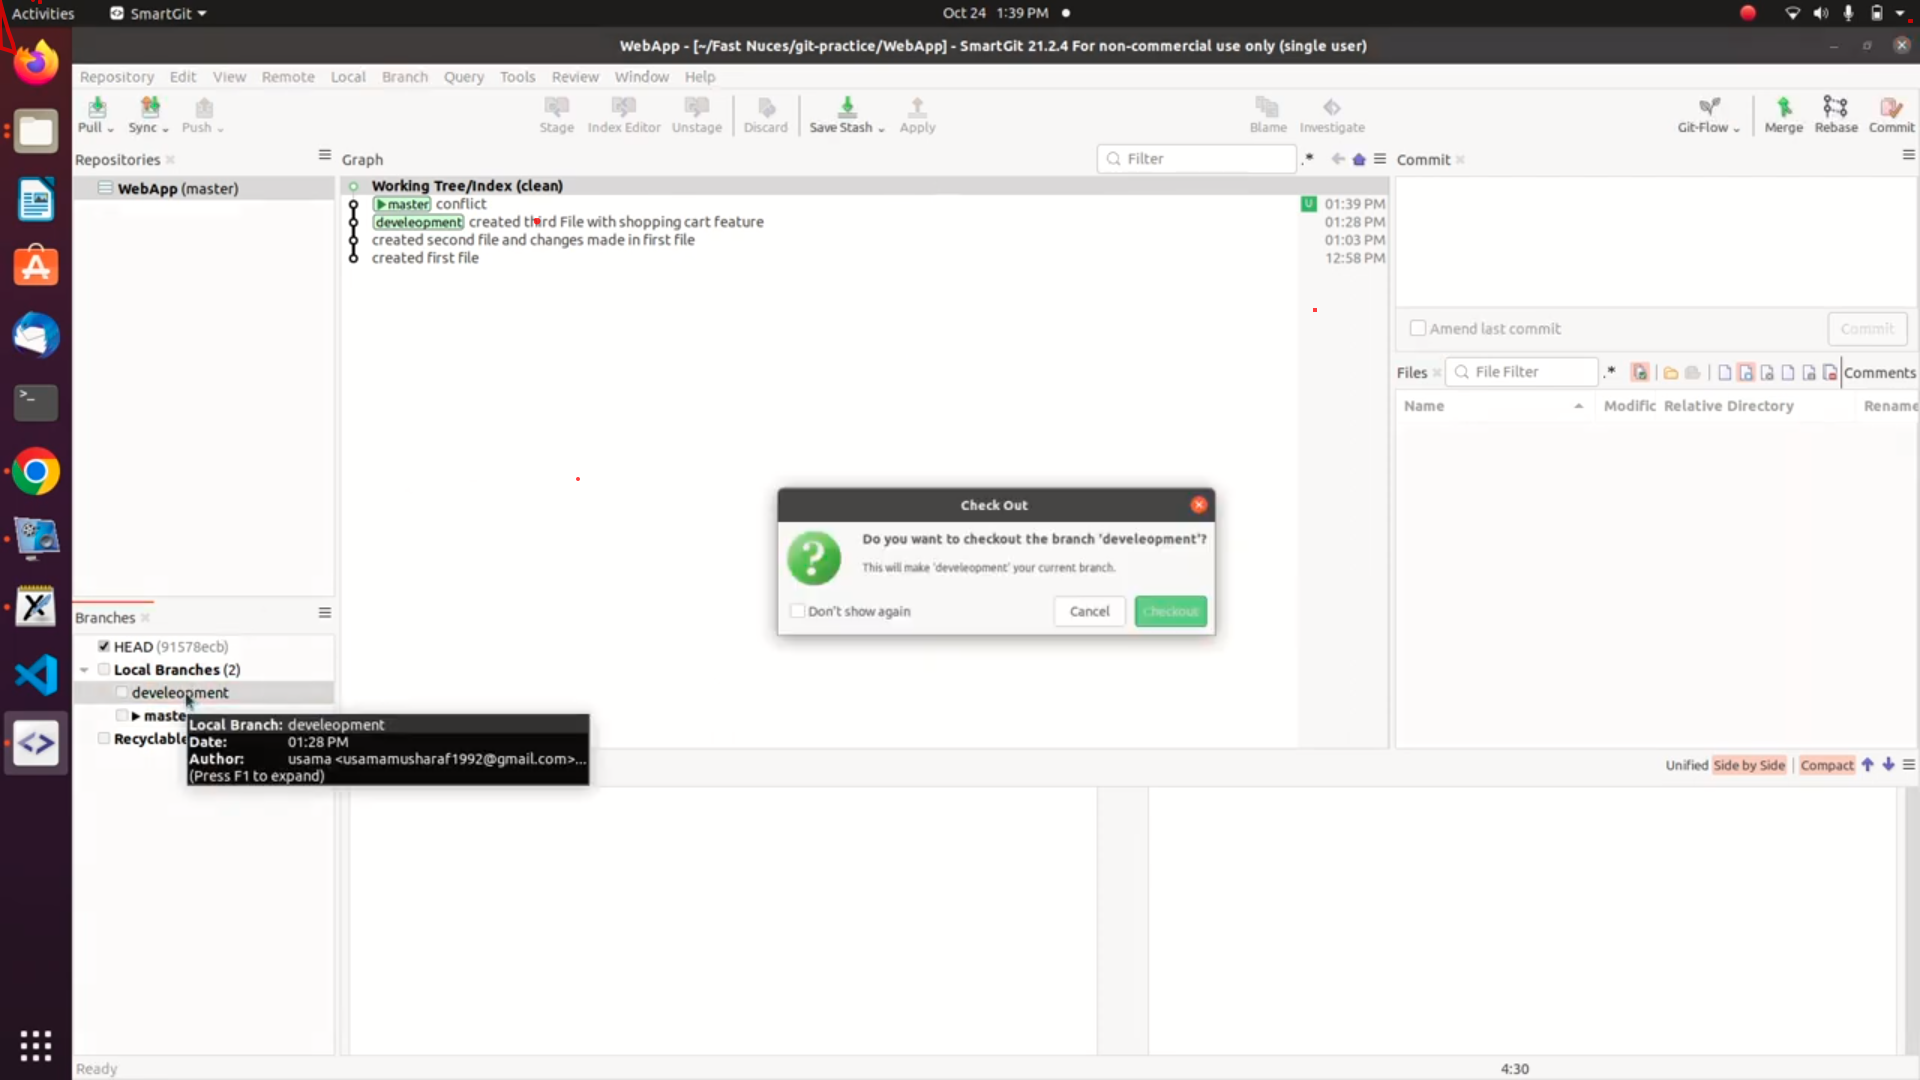 Activities SmartGit Oct 24 1:39 PM
WebApp - [~/Fast Nuces/git-practice/WebApp] - SmartGit 21.2.4 For non-commercial use only (single user)
Repository Edit View Remote Local Branch Query Tools Review Window Help
Pull Sync Push Stage Index Editor Unstage Discard Save Stash Apply Blame Investigate Git-Flow Merge Rebase Commit
Repositories
WebApp (master)
Graph
Filter .*
Working Tree/Index (clean)
master conflict U 01:39 PM
develeopment created third File with shopping cart feature 01:28 PM
created second file and changes made in first file 01:03 PM
created first file 12:58 PM
Commit
Amend last commit Commit
Files File Filter .* Comments
Name Modific Relative Directory Rename
Check Out
Do you want to checkout the branch 'develeopment'?
This will make 'develeopment' your current branch.
Don't show again Cancel Checkout
Branches
HEAD (91578ecb)
Local Branches (2)
develeopment
maste
Recyclable
Local Branch: develeopment
Date: 01:28 PM
Author: usama <usamamusharaf1992@gmail.com>...
(Press F1 to expand)
Unified Side by Side Compact
Ready 4:30